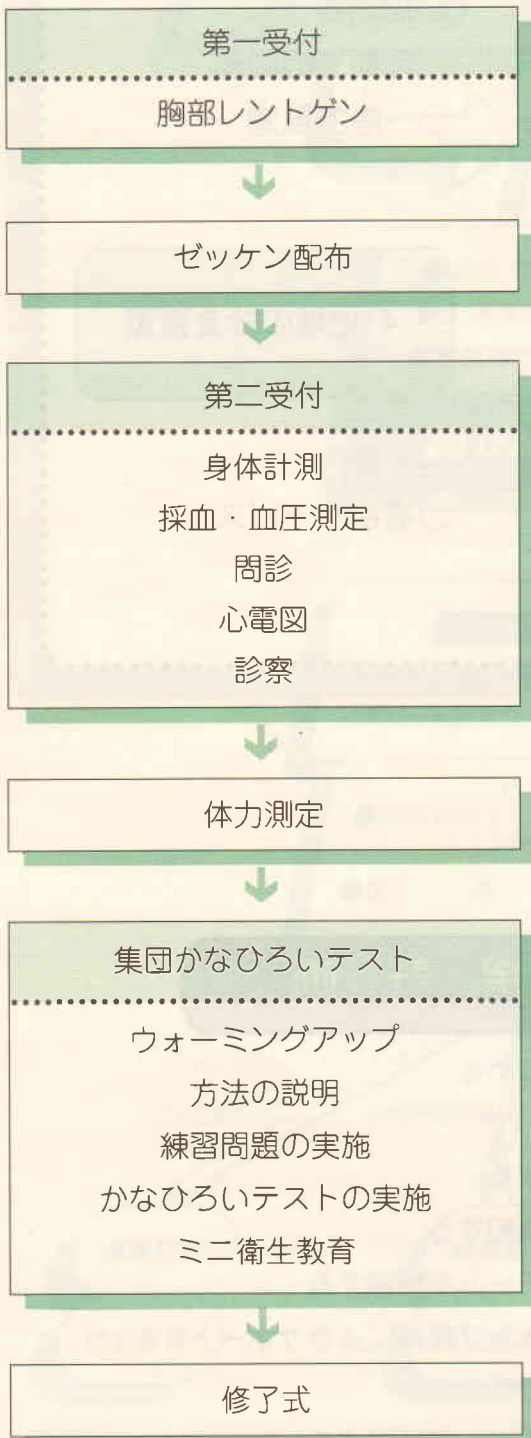 第一受付
胸部レントゲン
ゼッケン配布
第二受付
身体計測
採血・血圧測定
問診
心電図
診察
体力測定
集団かなひろいテスト
ウォーミングアップ
方法の説明
練習問題の実施
かなひろいテストの実施
ミニ衛生教育
修了式